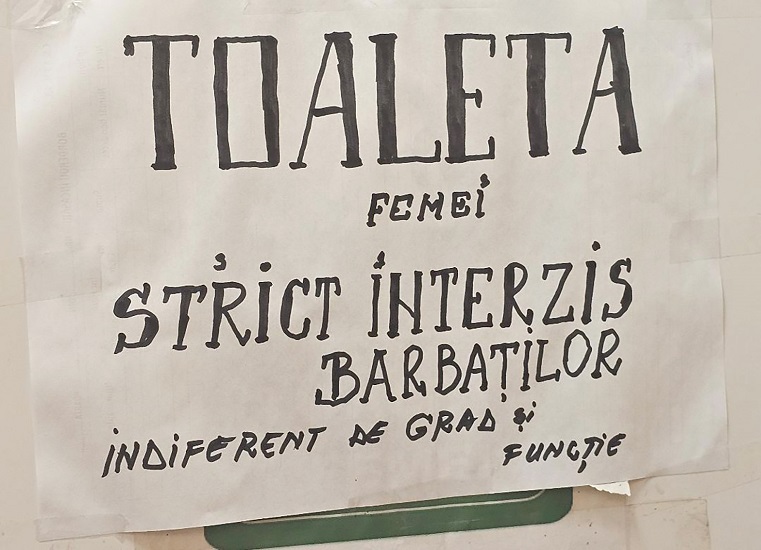 TOALETA
FEMEI
STRICT INTERZIS
BARBAȚILOR
INDIFERENT DE GRAD și
FUNCȚIE